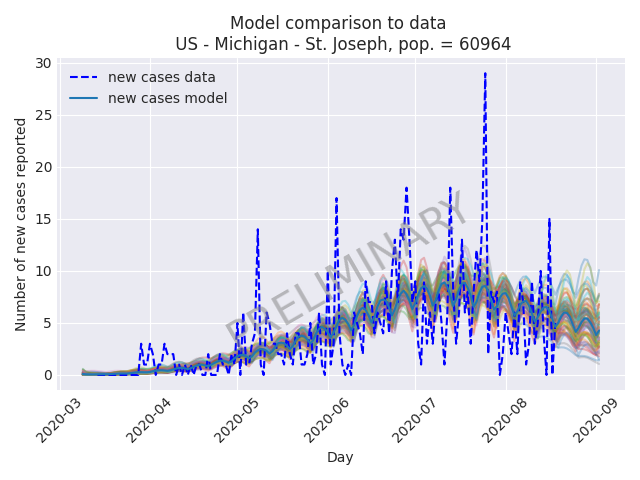 Model comparison to data
US - Michigan - St. Joseph, pop. = 60964
30
25
20
15
10
5
0
Number of new cases reported
new cases data
new cases model
PRELIMINARY
2020-03
2020-04
2020-05
2020-06
2020-07
2020-08
2020-09
Day